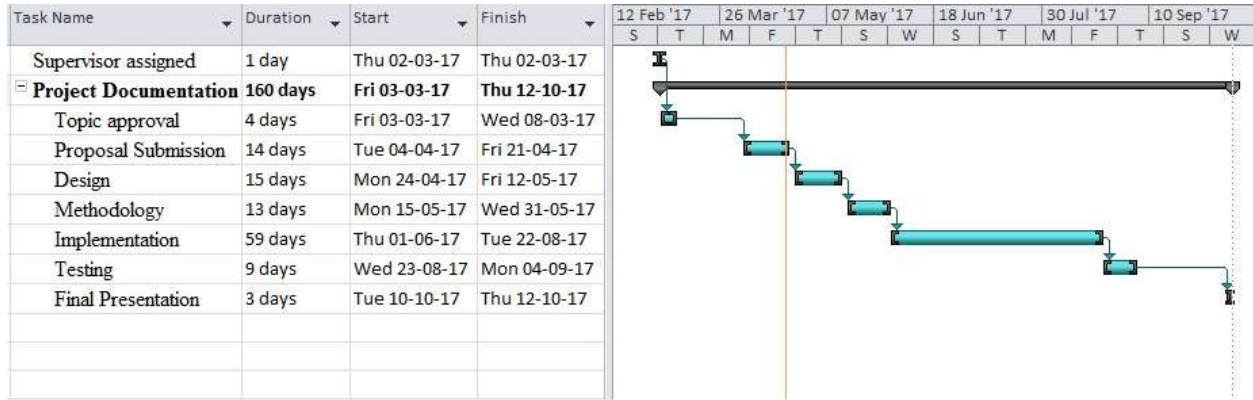 Task Name Duration Start Finish 12 Feb '17 26 Mar '17 07 May '17 18 Jun '17 30 Jul '17 10 Sep '17
S T M F T S W S T M F T S W
Supervisor assigned 1 day Thu 02-03-17 Thu 02-03-17
Project Documentation 160 days Fri 03-03-17 Thu 12-10-17
Topic approval 4 days Fri 03-03-17 Wed 08-03-17
Proposal Submission 14 days Tue 04-04-17 Fri 21-04-17
Design 15 days Mon 24-04-17 Fri 12-05-17
Methodology 13 days Mon 15-05-17 Wed 31-05-17
Implementation 59 days Thu 01-06-17 Tue 22-08-17
Testing 9 days Wed 23-08-17 Mon 04-09-17
Final Presentation 3 days Tue 10-10-17 Thu 12-10-17